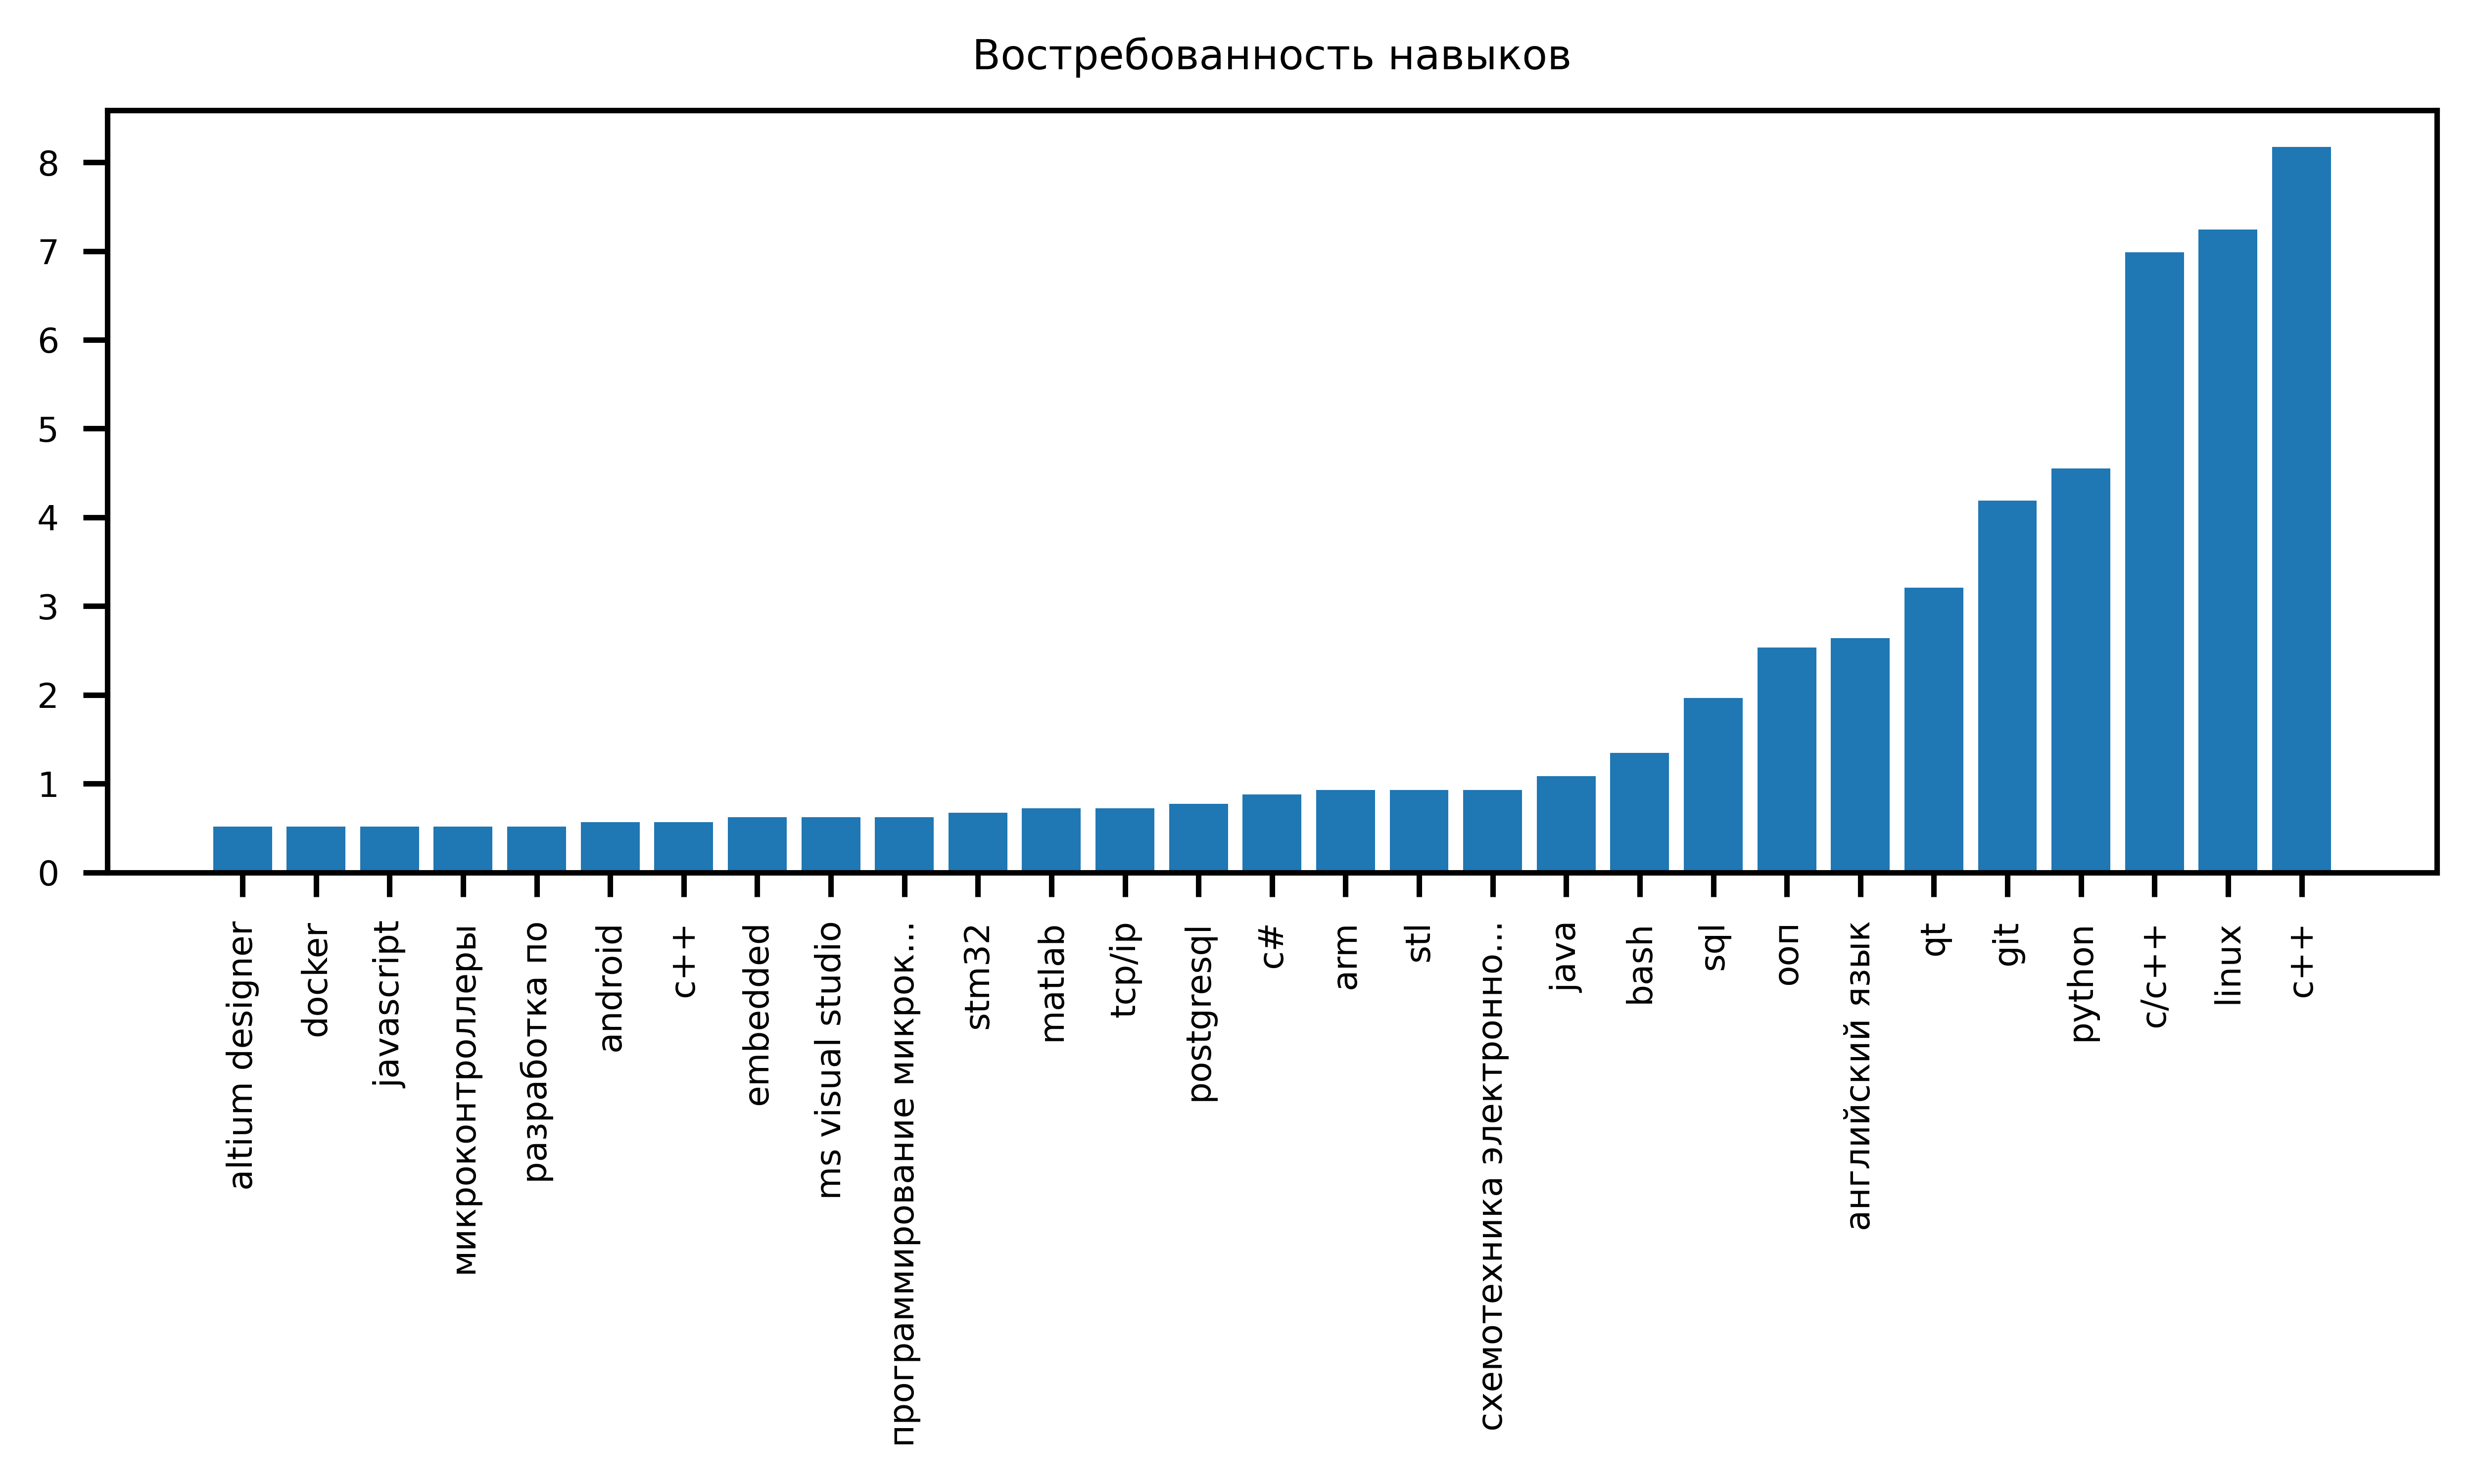 Востребованность навыков
8
7
6
5
4
3
2
1
0
altium designer
docker
javascript
микроконтроллеры
разработка по
android
с++
embedded
ms visual studio
программирование микрок...
stm32
matlab
tcp/ip
postgresql
c#
arm
stl
схемотехника электронно...
java
bash
sql
ооп
английский язык
qt
git
python
c/c++
linux
c++